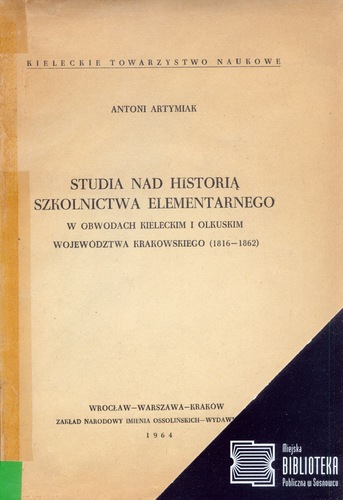 KIELECKIE TOWARZYSTWO NAUKOWE
ANTONI ARTYMIAK
STUDIA NAD HISTORIĄ
SZKOLNICTWA ELEMENTARNEGO
W OBWODACH KIELECKIM I OLKUSKIM
WOJEWÓDZTWA KRAKOWSKIEGO (1816—1862)
WROCŁAW—WARSZAWA—KRAKÓW
ZAKŁAD NARODOWY IMIENIA OSSOLIŃSKICH—WYDAWN
1964
Miejska
BIBLIOTEKA
Publiczna w Sosnowcu